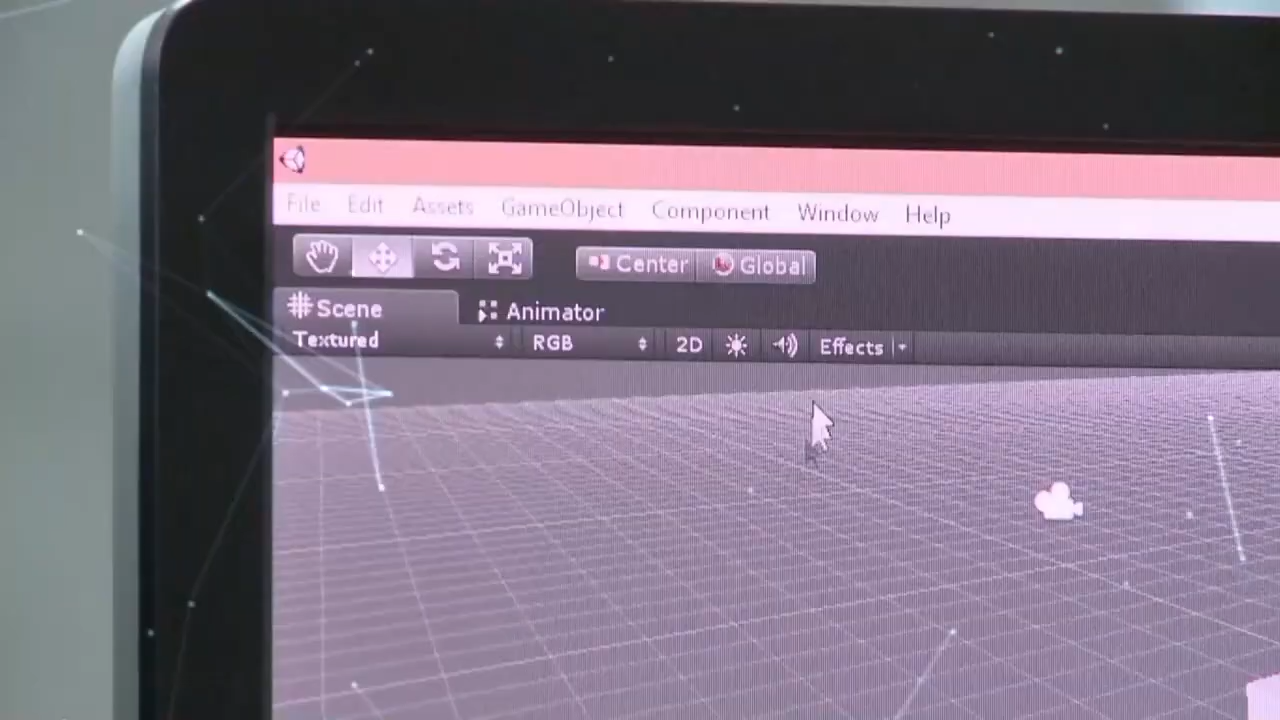 File Edit Assets GameObject Component Window Help
Center Global
Scene Animator
Textured RGB 2D Effects